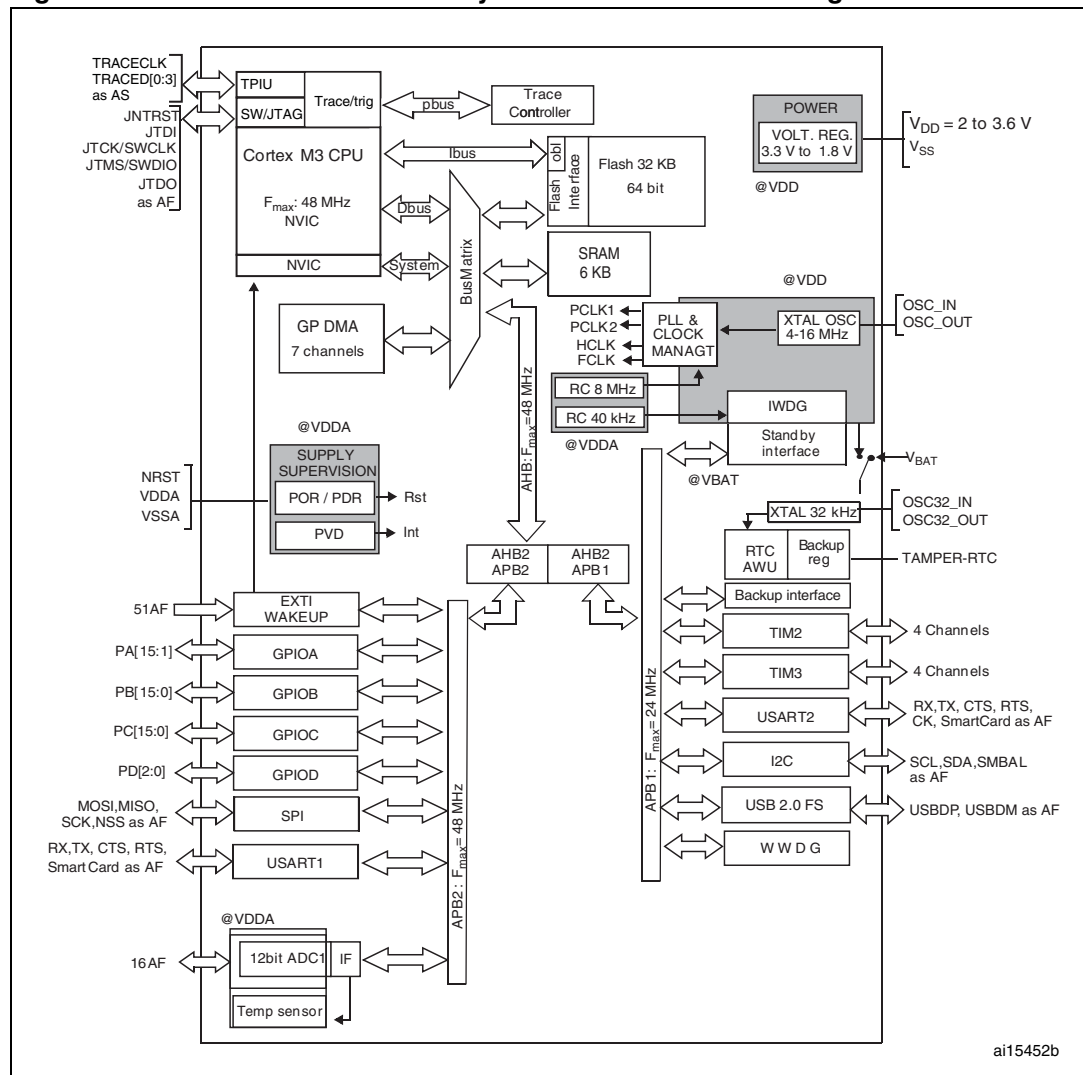 TRACECLK
TRACED[0:3]
as AS
JNTRST
JTDI
JTCK/SWCLK
JTMS/SWDIO
JTDO
as AF
TPIU
SW/JTAG
Trace/trig
pbus
Trace
Controller
Cortex M3 CPU
Fmax: 48 MHz
NVIC
NVIC
Ibus
Dbus
System
BusMatrix
obl
Flash
Interface
Flash 32 KB
64 bit
SRAM
6 KB
POWER
VOLT. REG.
3.3 V to 1.8 V
@VDD
VDD = 2 to 3.6 V
VSS
GP DMA
7 channels
@VDD
PCLK1
PCLK2
HCLK
FCLK
PLL &
CLOCK
MANAGT
XTAL OSC
4-16 MHz
OSC_IN
OSC_OUT
RC 8 MHz
RC 40 kHz
@VDDA
IWDG
Stand by
interface
@VBAT
VBAT
AHB: Fmax=48 MHz
@VDDA
SUPPLY
SUPERVISION
POR / PDR
PVD
Rst
Int
NRST
VDDA
VSSA
XTAL 32 kHz
OSC32_IN
OSC32_OUT
RTC
AWU
Backup
reg
TAMPER-RTC
Backup interface
AHB2
APB2
AHB2
APB1
51AF
EXTI
WAKEUP
PA[15:1]
GPIOA
PB[15:0]
GPIOB
PC[15:0]
GPIOC
PD[2:0]
GPIOD
MOSI,MISO,
SCK,NSS as AF
SPI
RX,TX, CTS, RTS,
SmartCard as AF
USART1
APB2 : Fmax= 48 MHz
APB1 : Fmax= 24 MHz
TIM2
4 Channels
TIM3
4 Channels
USART2
RX,TX, CTS, RTS,
CK, SmartCard as AF
I2C
SCL,SDA,SMBAL
as AF
USB 2.0 FS
USBDP, USBDM as AF
W W D G
@VDDA
16AF
12bit ADC1
IF
Temp sensor
ai15452b